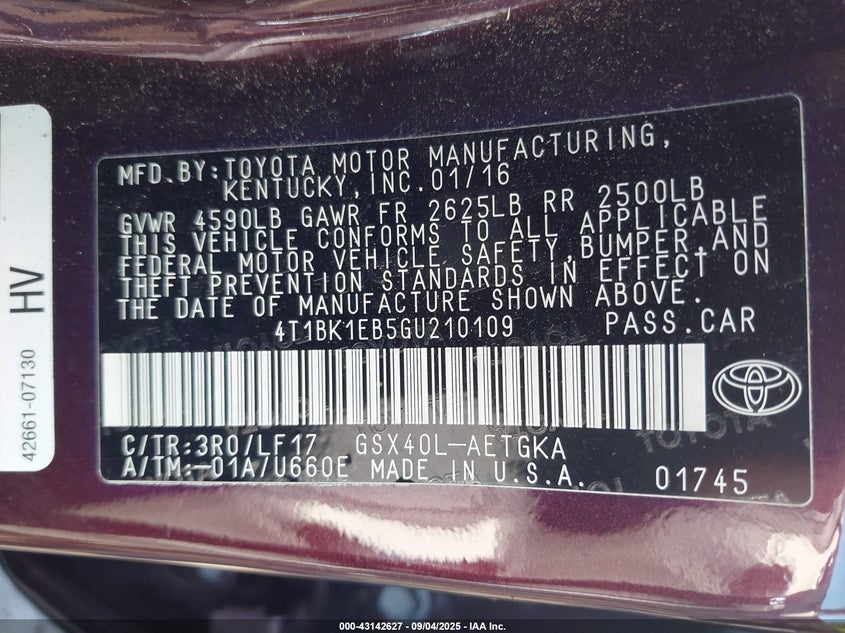 MFD.BY:TOYOTA MOTOR MANUFACTURING,
KENTUCKY,INC.01/16
GVWR 4590LB GAWR FR 2625LB RR 2500LB
THIS VEHICLE CONFORMS TO ALL APPLICABLE
FEDERAL MOTOR VEHICLE SAFETY,BUMPER,AND
THEFT PREVENTION STANDARDS IN EFFECT ON
THE DATE OF MANUFACTURE SHOWN ABOVE.
4T1BK1EB5GU210109 PASS.CAR
C/TR:3R0/LF17 GSX40L-AETGKA
A/TM:-01A/U660E MADE IN U.S.A. 01745
HV
42661-07130
000-43142627 - 09/04/2025 - IAA Inc.